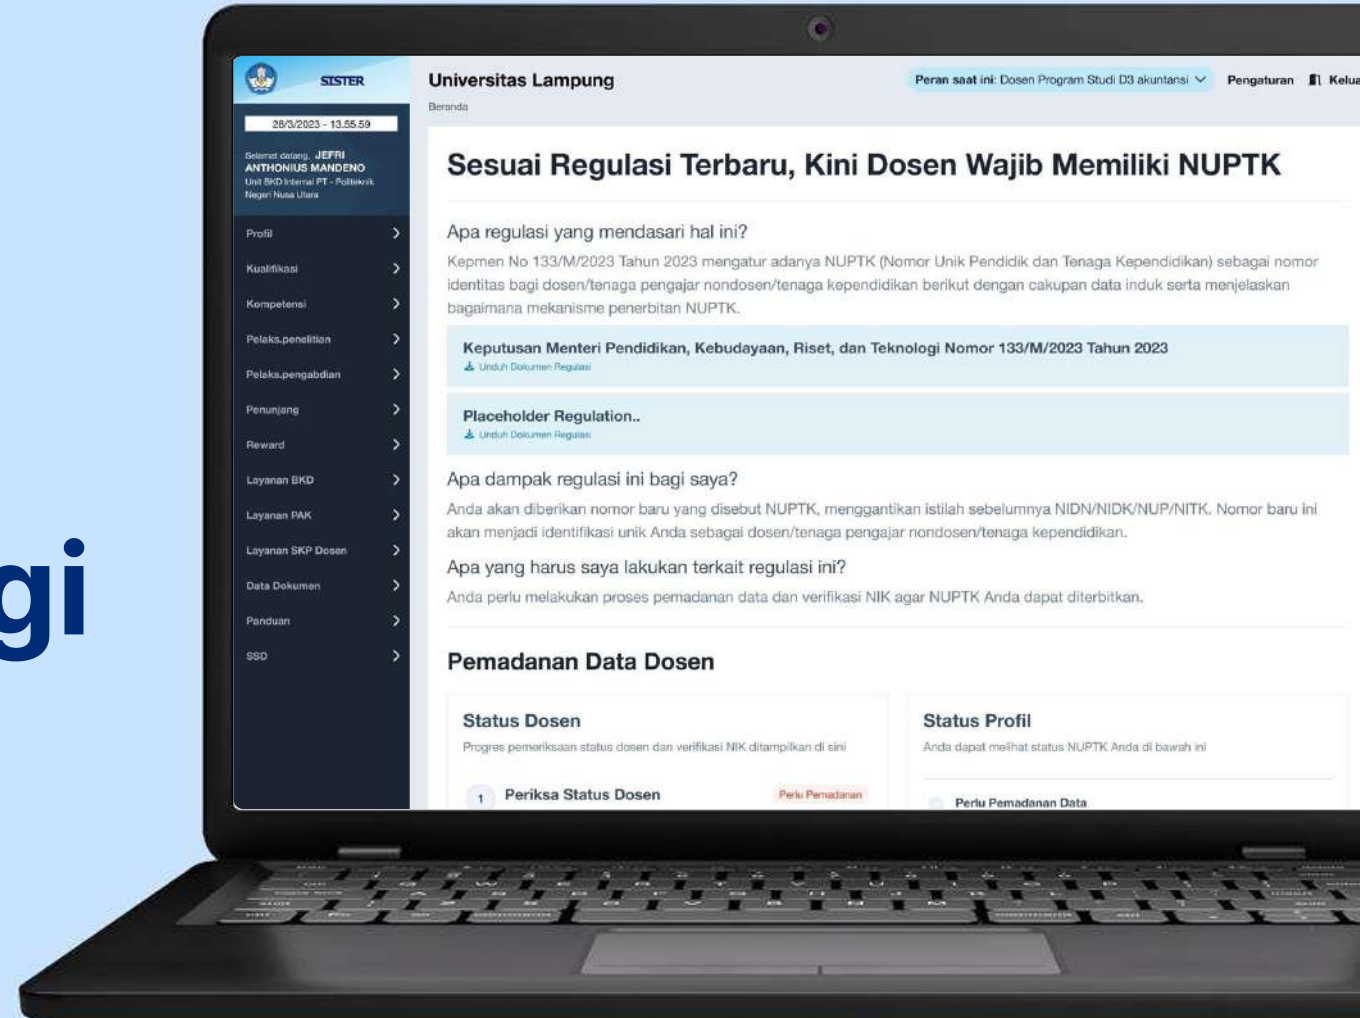 SISTER
28/3/2023 - 13.55.59
Selamat datang, JEFRI
ANTHONIUS MANDENO
Unit BKD Internal PT - Politeknik
Negeri Nusa Utara
Profil
Kualifikasi
Kompetensi
Pelaks.penelitian
Pelaks.pengabdian
Penunjang
Reward
Layanan BKD
Layanan PAK
Layanan SKP Dosen
Data Dokumen
Panduan
SSD
gi
Universitas Lampung
Peran saat ini: Dosen Program Studi D3 akuntansi
Pengaturan
Kelua
Beranda
Sesuai Regulasi Terbaru, Kini Dosen Wajib Memiliki NUPTK
Apa regulasi yang mendasari hal ini?
Kepmen No 133/M/2023 Tahun 2023 mengatur adanya NUPTK (Nomor Unik Pendidik dan Tenaga Kependidikan) sebagai nomor
identitas bagi dosen/tenaga pengajar nondosen/tenaga kependidikan berikut dengan cakupan data induk serta menjelaskan
bagaimana mekanisme penerbitan NUPTK.
Keputusan Menteri Pendidikan, Kebudayaan, Riset, dan Teknologi Nomor 133/M/2023 Tahun 2023
Unduh Dokumen Regulasi
Placeholder Regulation..
Unduh Dokumen Regulasi
Apa dampak regulasi ini bagi saya?
Anda akan diberikan nomor baru yang disebut NUPTK, menggantikan istilah sebelumnya NIDN/NIDK/NUP/NITK. Nomor baru ini
akan menjadi identifikasi unik Anda sebagai dosen/tenaga pengajar nondosen/tenaga kependidikan.
Apa yang harus saya lakukan terkait regulasi ini?
Anda perlu melakukan proses pemadanan data dan verifikasi NIK agar NUPTK Anda dapat diterbitkan.
Pemadanan Data Dosen
Status Dosen
Progres pemeriksaan status dosen dan verifikasi NIK ditampilkan di sini
1 Periksa Status Dosen
Perlu Pemadanan
Status Profil
Anda dapat melihat status NUPTK Anda di bawah ini
Perlu Pemadanan Data